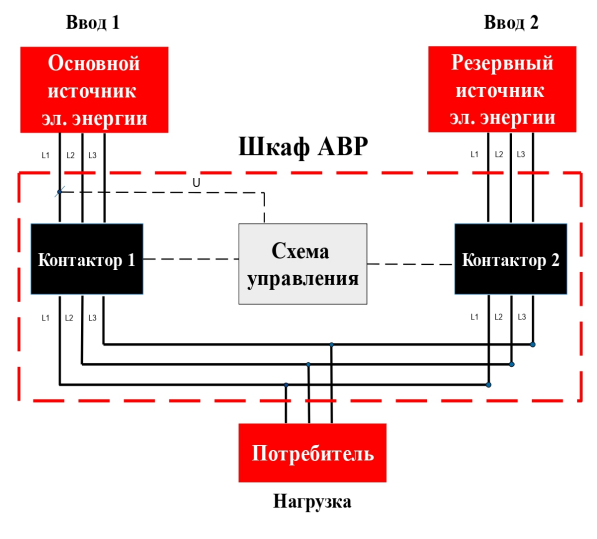 Ввод 1
Ввод 2
Основной
источник
эл. энергии
Резервный
источник
эл. энергии
L1 L2 L3
L1 L2 L3
Шкаф АВР
U
Контактор 1
Схема
управления
Контактор 2
L1 L2 L3
L1 L2 L3
Потребитель
Нагрузка